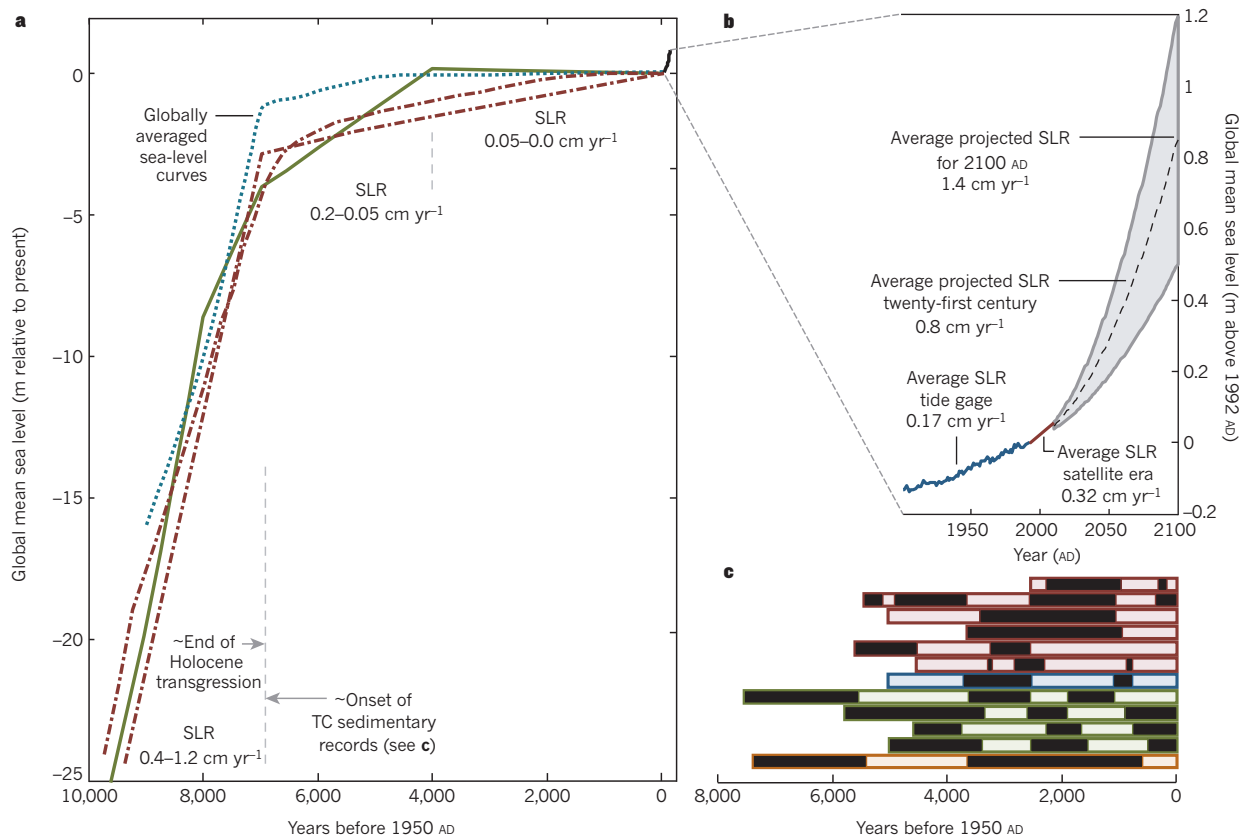 a
Global mean sea level (m relative to present)
0
–5
–10
–15
–20
–25
10,000
8,000
6,000
4,000
2,000
0
Years before 1950 AD
Globally
averaged
sea-level
curves
SLR
0.05–0.0 cm yr⁻¹
SLR
0.2–0.05 cm yr⁻¹
~End of
Holocene
transgression
~Onset of
TC sedimentary
records (see c)
SLR
0.4–1.2 cm yr⁻¹
b
1.2
1
0.8
0.6
0.4
0.2
0
–0.2
Global mean sea level (m above 1992 AD)
Average projected SLR
for 2100 AD
1.4 cm yr⁻¹
Average projected SLR
twenty-first century
0.8 cm yr⁻¹
Average SLR
tide gage
0.17 cm yr⁻¹
Average SLR
satellite era
0.32 cm yr⁻¹
1950
2000
2050
2100
Year (AD)
c
8,000
6,000
4,000
2,000
0
Years before 1950 AD